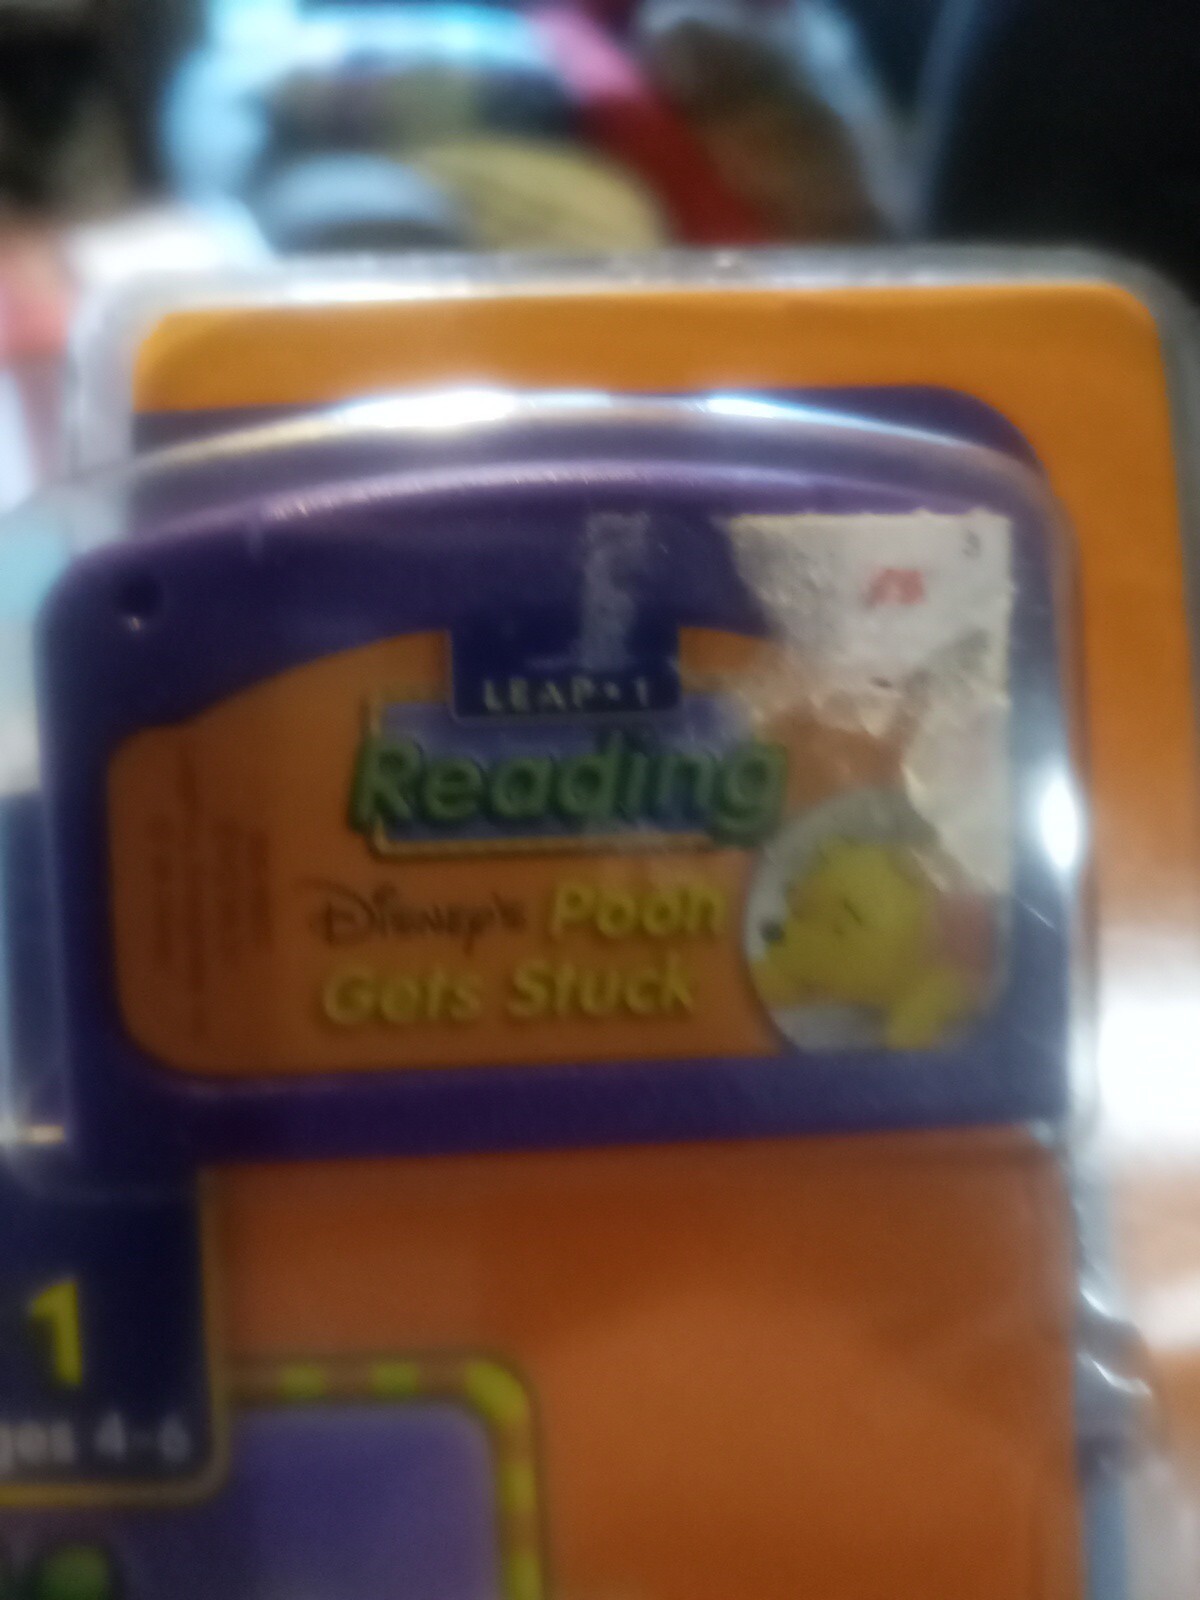 LEAP•1
Reading
Disney's Pooh
Gets Stuck
1
ges 4-6